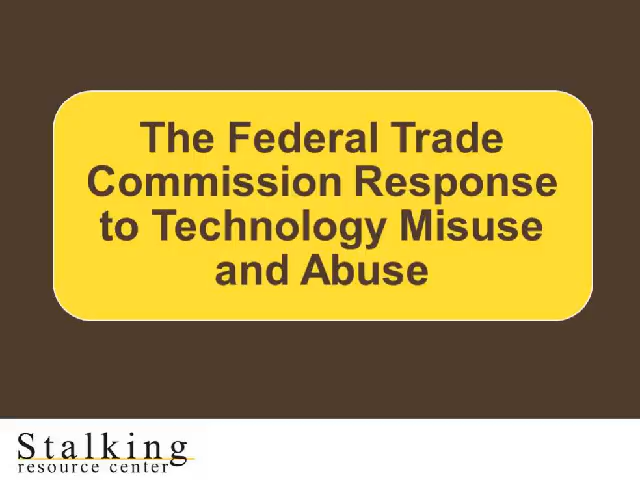 The Federal Trade
Commission Response
to Technology Misuse
and Abuse
Stalking
resource center